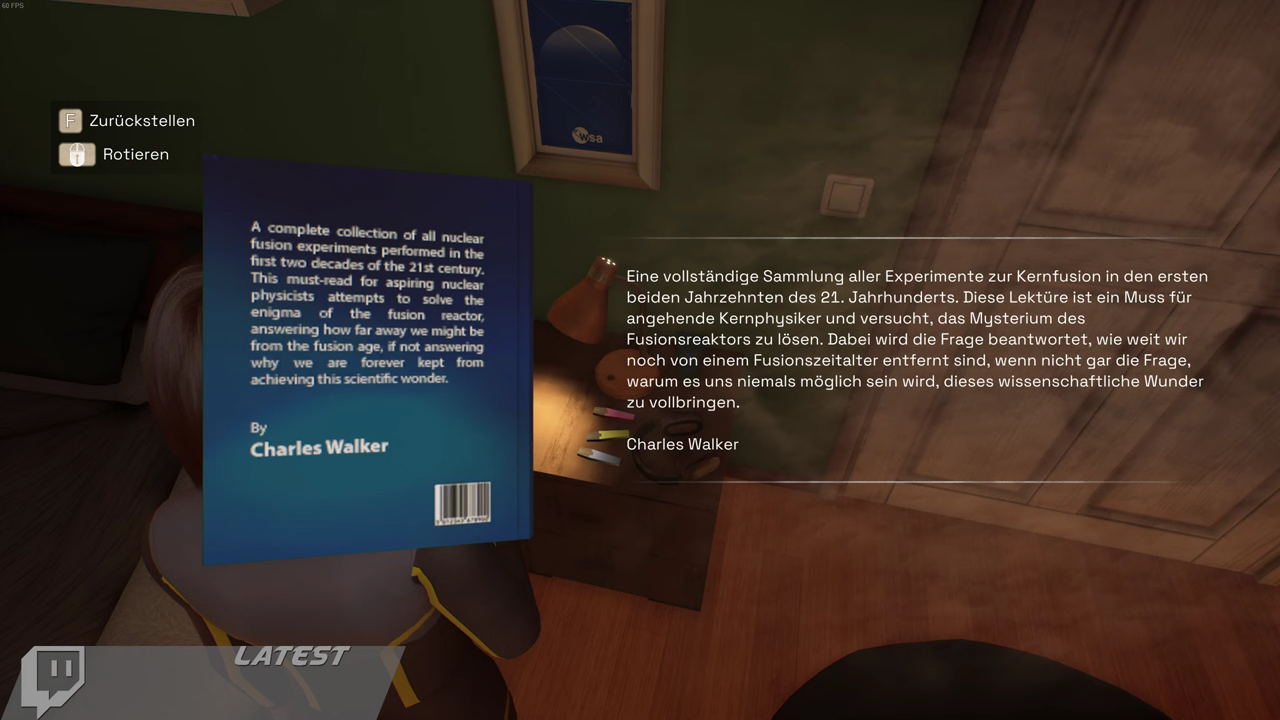 60 FPS
wsa
F Zurückstellen
Rotieren
A complete collection of all nuclear
fusion experiments performed in the
first two decades of the 21st century.
This must-read for aspiring nuclear
physicists attempts to solve the
enigma of the fusion reactor,
answering how far away we might be
from the fusion age, if not answering
why we are forever kept from
achieving this scientific wonder.
By
Charles Walker
Eine vollständige Sammlung aller Experimente zur Kernfusion in den ersten
beiden Jahrzehnten des 21. Jahrhunderts. Diese Lektüre ist ein Muss für
angehende Kernphysiker und versucht, das Mysterium des
Fusionsreaktors zu lösen. Dabei wird die Frage beantwortet, wie weit wir
noch von einem Fusionszeitalter entfernt sind, wenn nicht gar die Frage,
warum es uns niemals möglich sein wird, dieses wissenschaftliche Wunder
zu vollbringen.
Charles Walker
LATEST